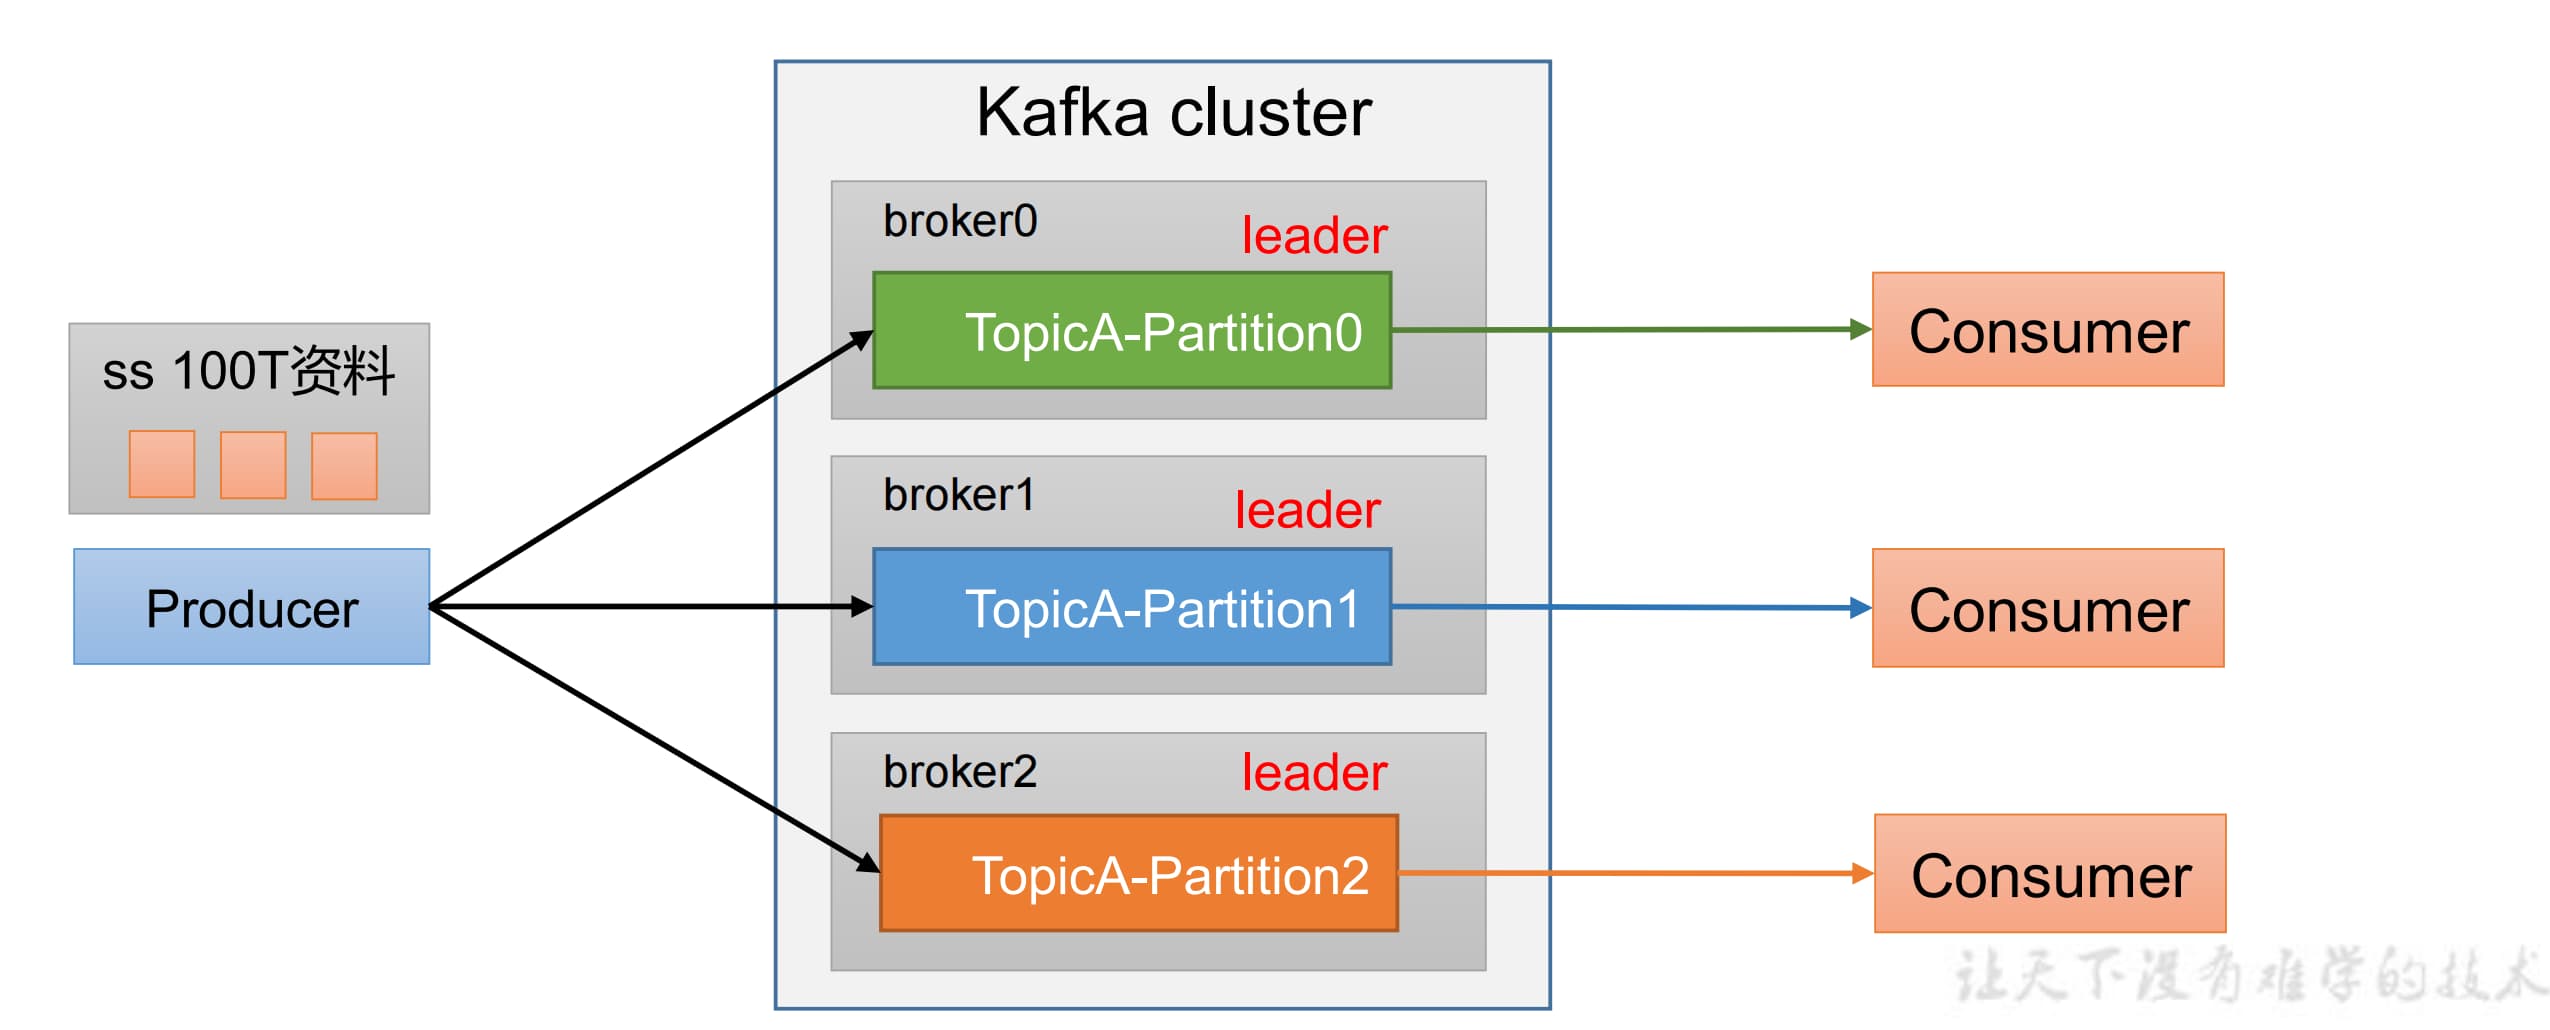 Kafka cluster
broker0
leader
TopicA-Partition0
Consumer
ss 100T资料
broker1
leader
Producer
TopicA-Partition1
Consumer
broker2
leader
TopicA-Partition2
Consumer
让天下没有难学的技术